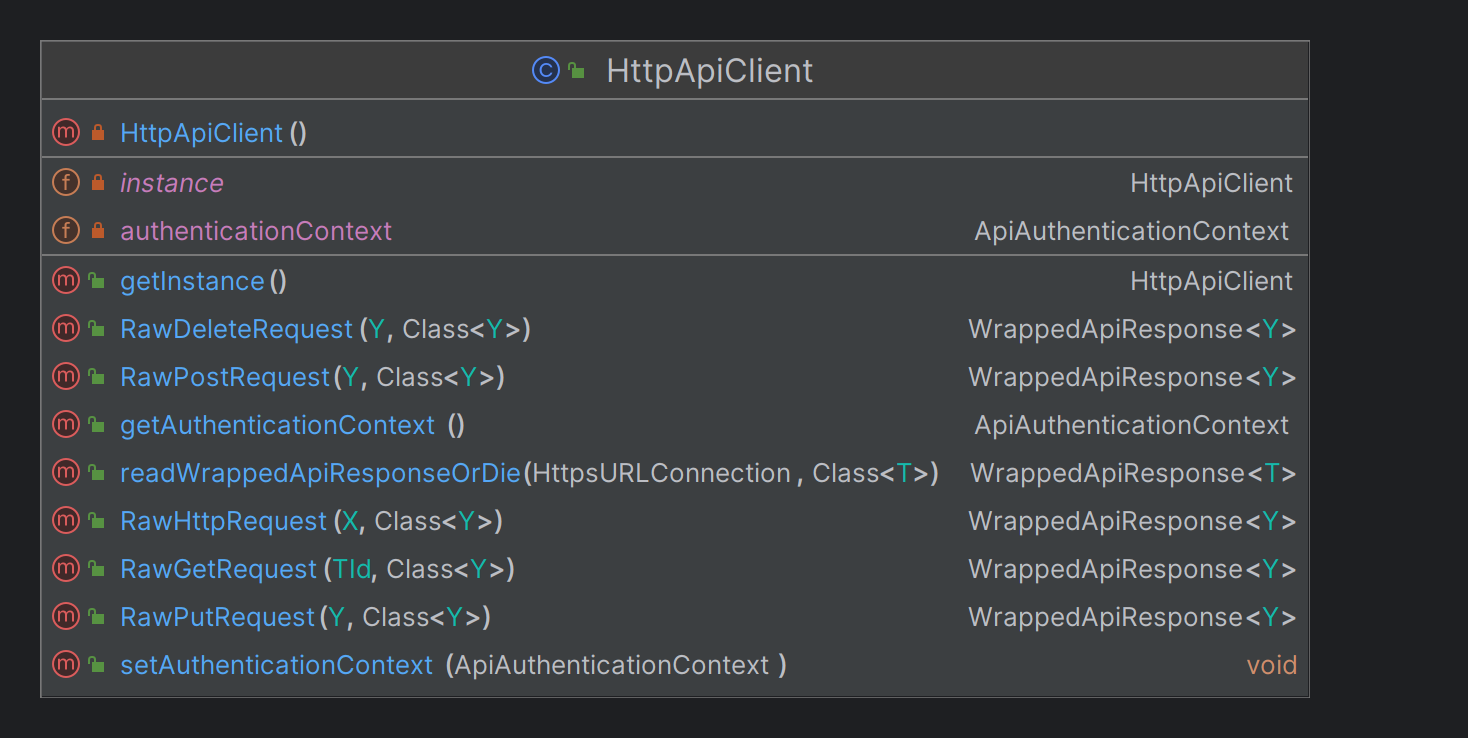 HttpApiClient
HttpApiClient()
instance HttpApiClient
authenticationContext ApiAuthenticationContext
getInstance() HttpApiClient
RawDeleteRequest(Y, Class<Y>) WrappedApiResponse<Y>
RawPostRequest(Y, Class<Y>) WrappedApiResponse<Y>
getAuthenticationContext() ApiAuthenticationContext
readWrappedApiResponseOrDie(HttpsURLConnection, Class<T>) WrappedApiResponse<T>
RawHttpRequest(X, Class<Y>) WrappedApiResponse<Y>
RawGetRequest(TId, Class<Y>) WrappedApiResponse<Y>
RawPutRequest(Y, Class<Y>) WrappedApiResponse<Y>
setAuthenticationContext(ApiAuthenticationContext) void